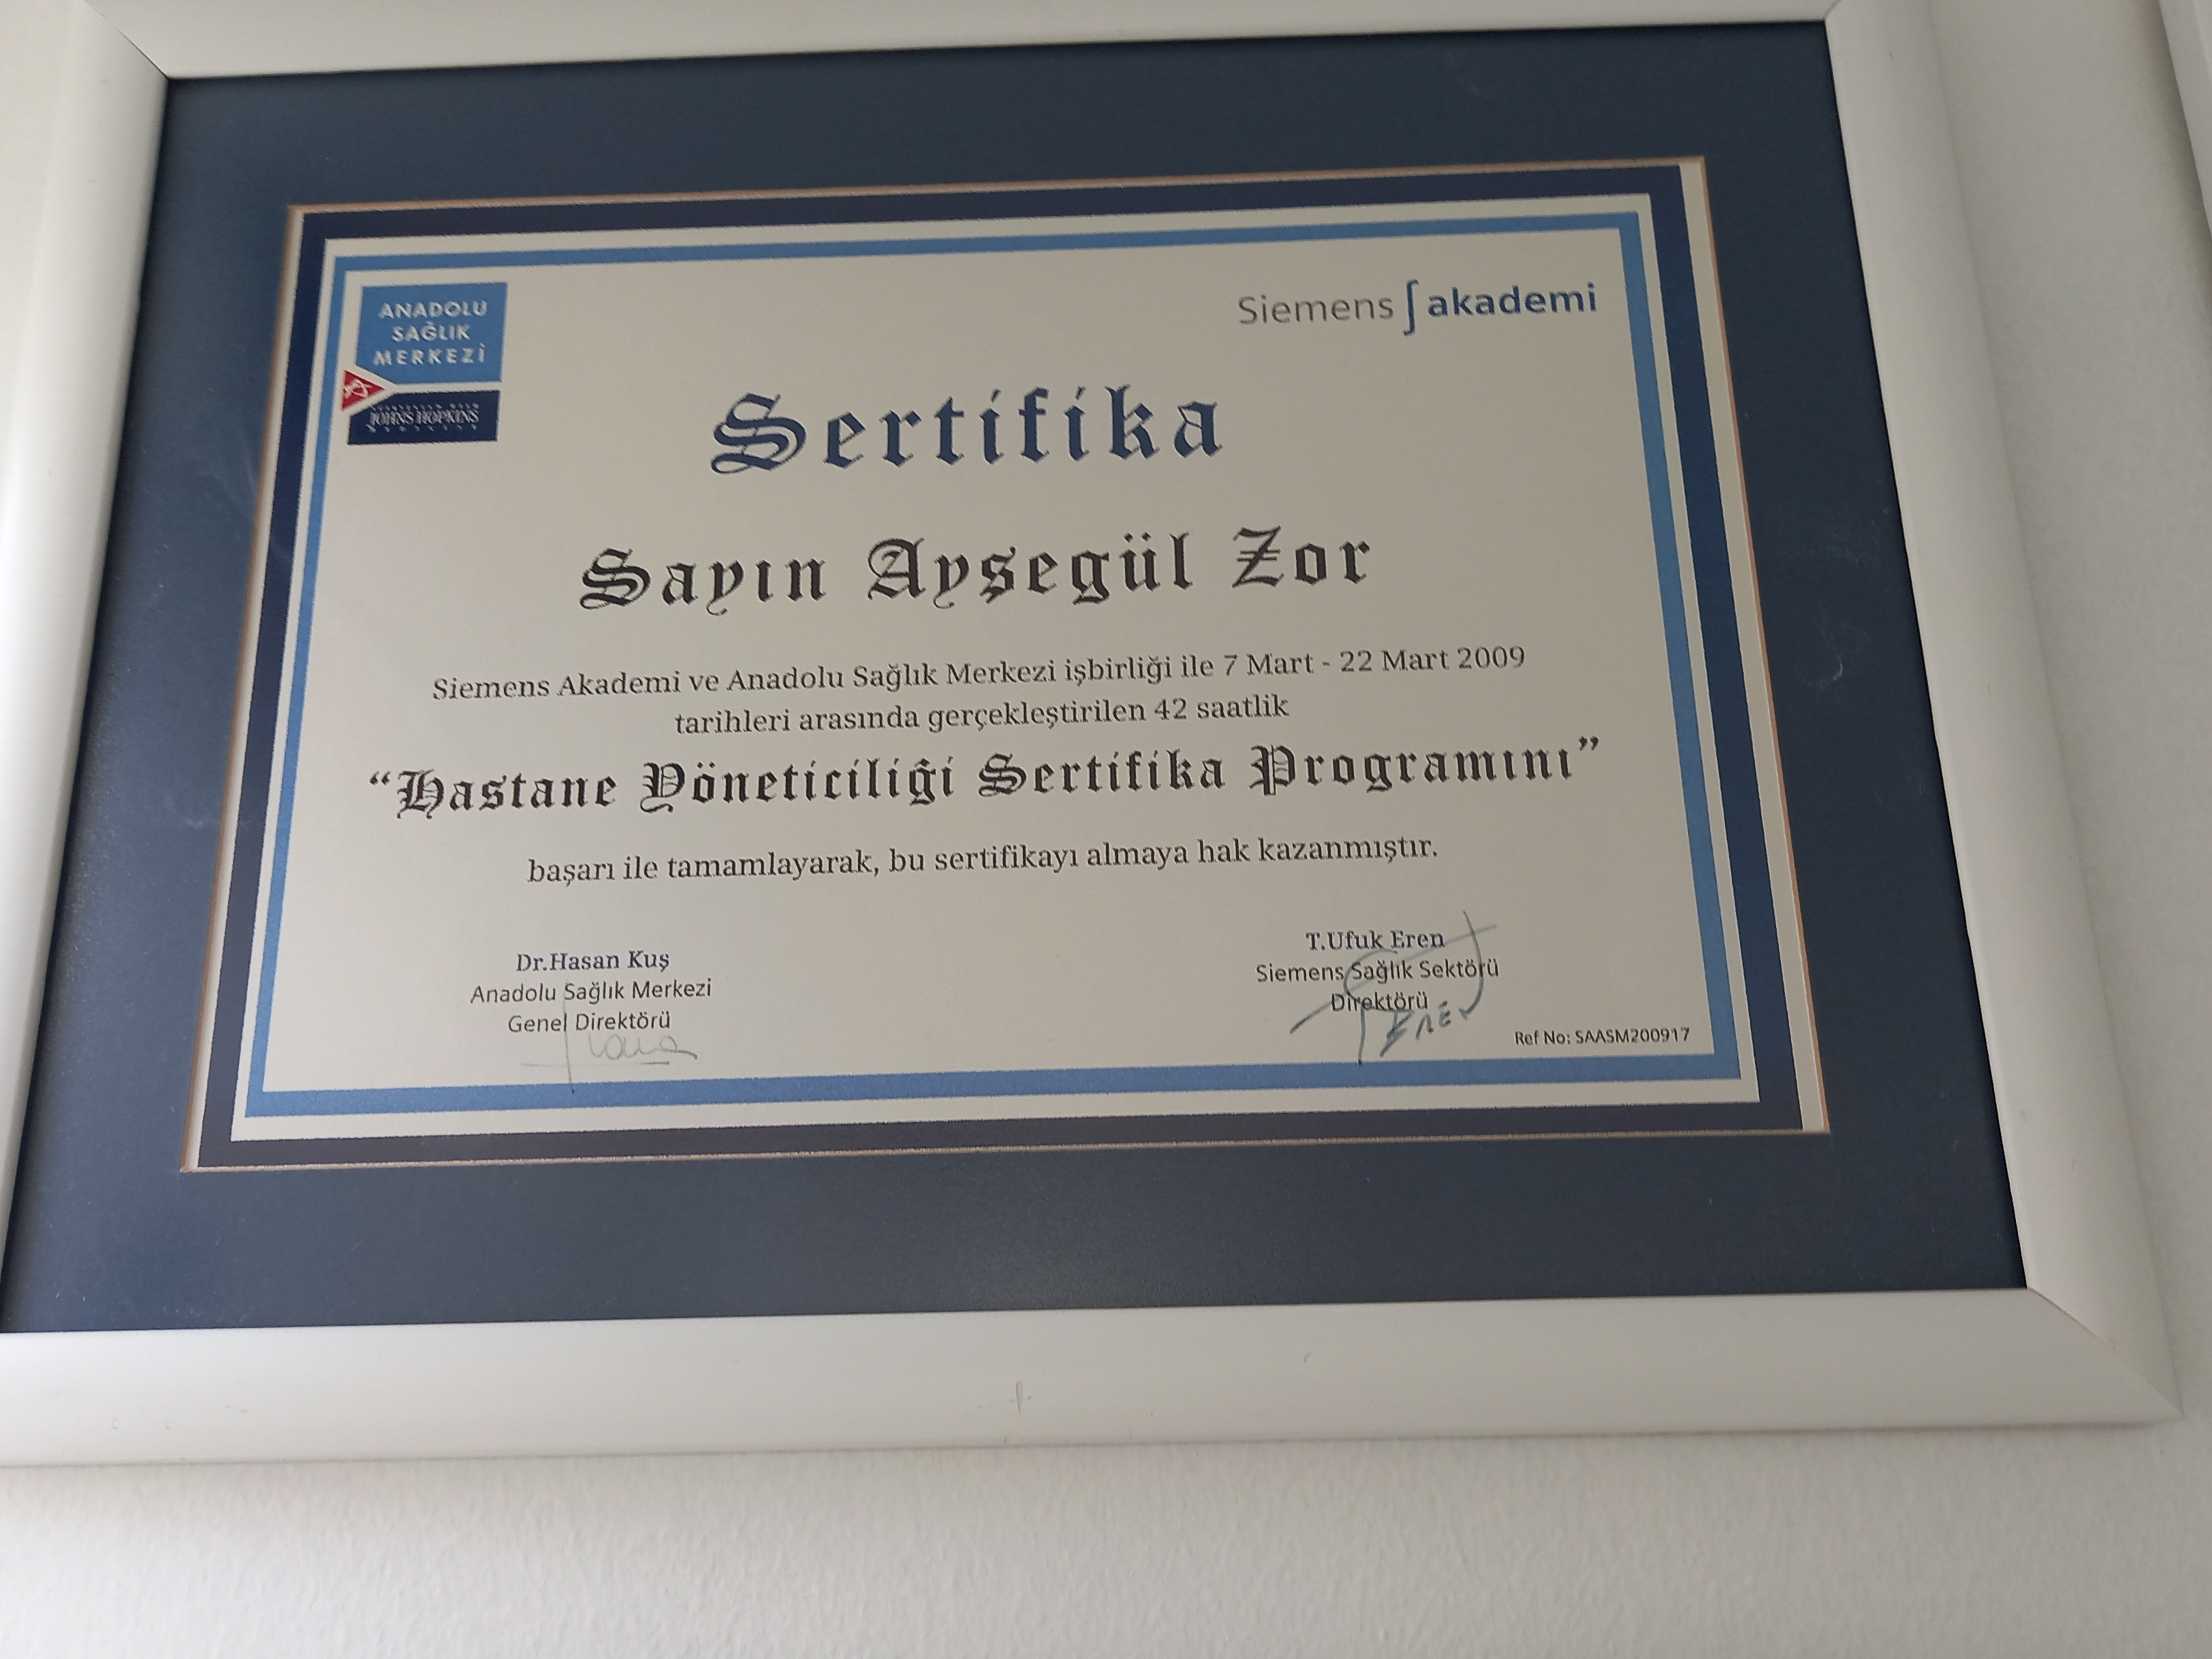 ANADOLU
SAĞLIK
MERKEZİ
JOHNS HOPKINS
Siemens akademi
Sertifika
Sayın Ayşegül Zor
Siemens Akademi ve Anadolu Sağlık Merkezi işbirliği ile 7 Mart - 22 Mart 2009
tarihleri arasında gerçekleştirilen 42 saatlik
“Hastane Yöneticiliği Sertifika Programını”
başarı ile tamamlayarak, bu sertifikayı almaya hak kazanmıştır.
Dr.Hasan Kuş
Anadolu Sağlık Merkezi
Genel Direktörü
T.Ufuk Eren
Siemens Sağlık Sektörü
Direktörü
EREN
Ref No: SAASM200917